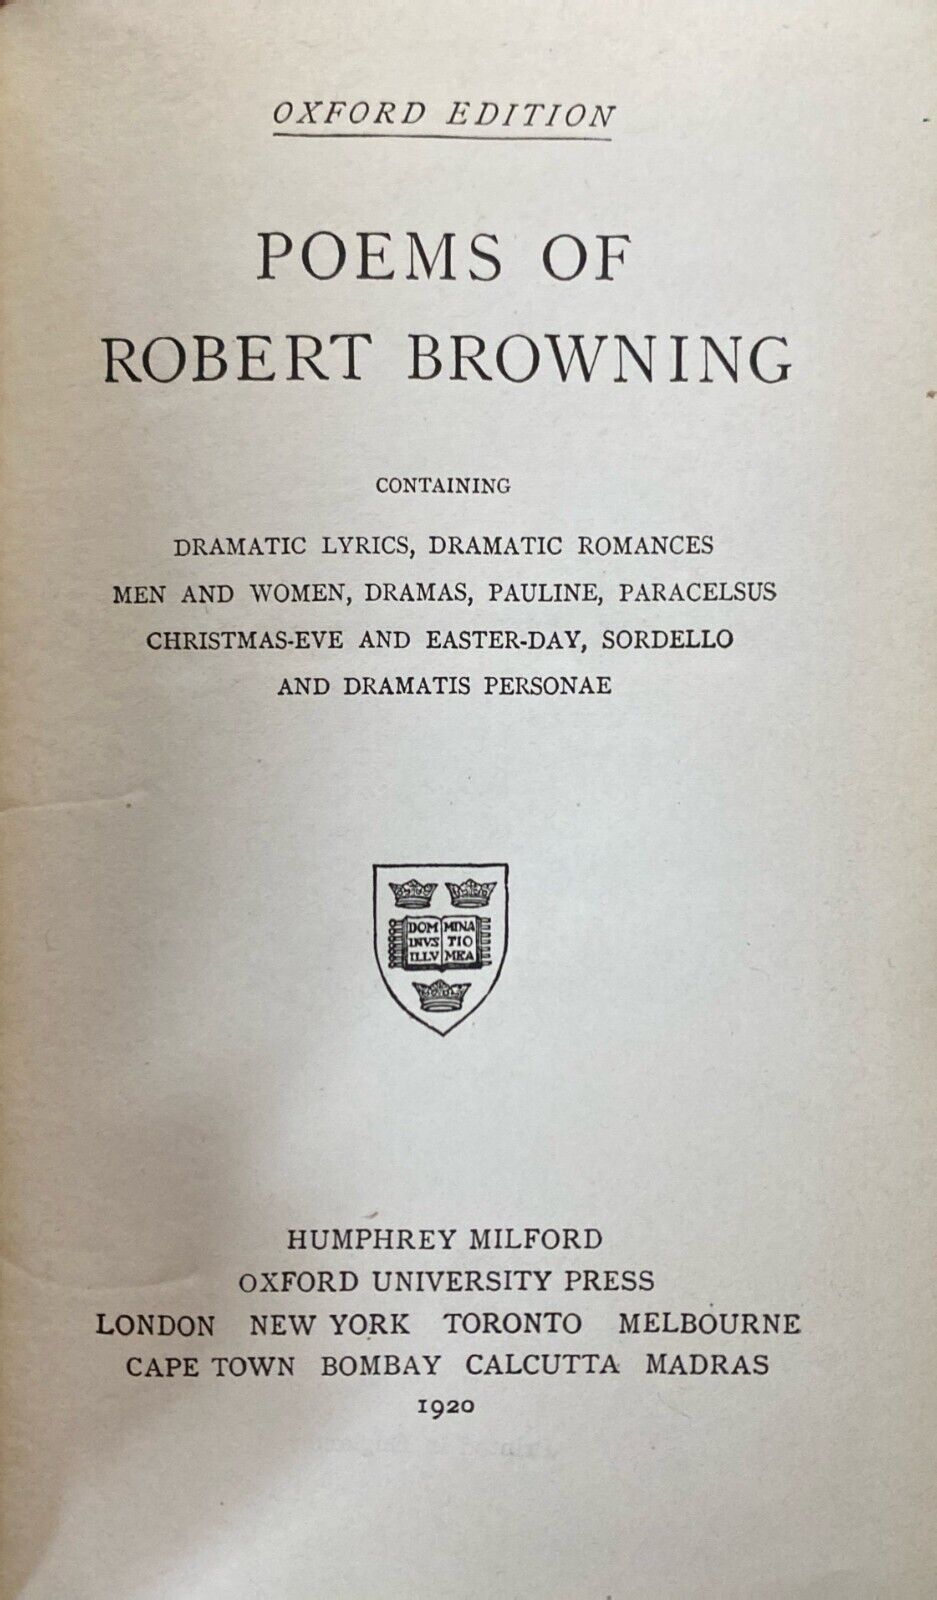 OXFORD EDITION
POEMS OF
ROBERT BROWNING
CONTAINING
DRAMATIC LYRICS, DRAMATIC ROMANCES
MEN AND WOMEN, DRAMAS, PAULINE, PARACELSUS
CHRISTMAS-EVE AND EASTER-DAY, SORDELLO
AND DRAMATIS PERSONAE
DOM MINA
INVS TIO
ILLV MEA
HUMPHREY MILFORD
OXFORD UNIVERSITY PRESS
LONDON NEW YORK TORONTO MELBOURNE
CAPE TOWN BOMBAY CALCUTTA MADRAS
1920